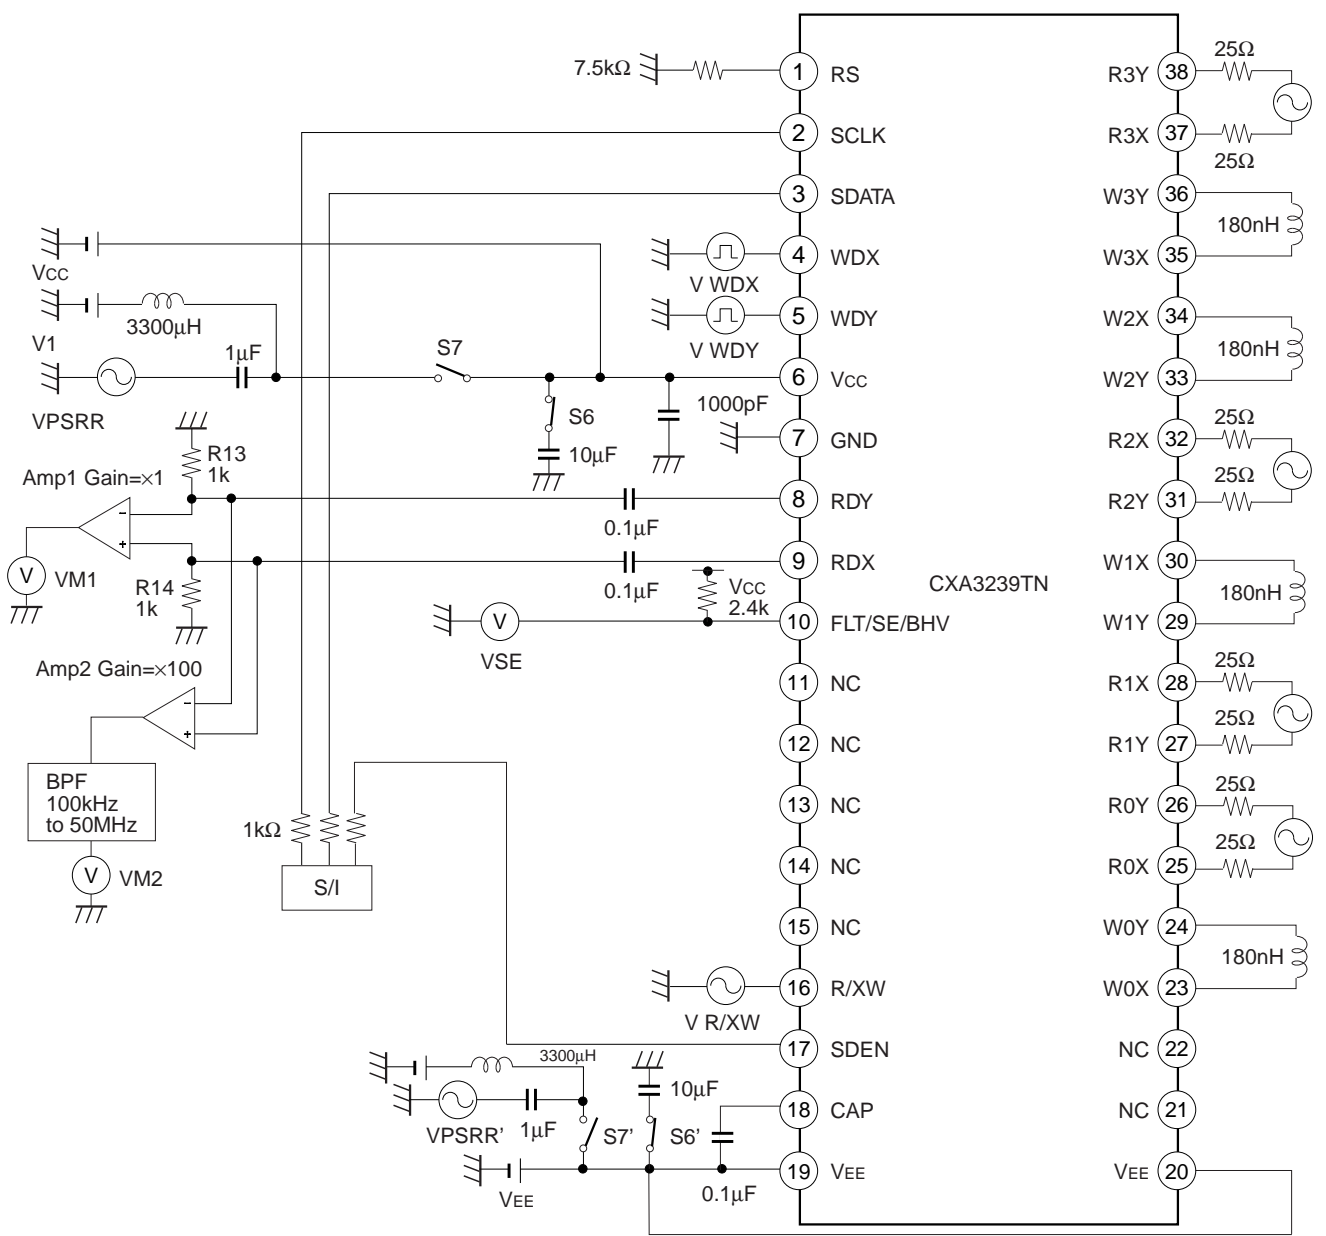 7.5kΩ
1 RS
2 SCLK
3 SDATA
4 WDX
V WDX
5 WDY
V WDY
6 VCC
7 GND
8 RDY
9 RDX
10 FLT/SE/BHV
11 NC
12 NC
13 NC
14 NC
15 NC
16 R/XW
V R/XW
17 SDEN
18 CAP
19 VEE
VCC
3300μH
V1
1μF
VPSRR
S7
S6
10μF
1000pF
R13
1k
Amp1 Gain=×1
-
+
V VM1
R14
1k
0.1μF
0.1μF
VCC
2.4k
V
VSE
Amp2 Gain=×100
-
+
BPF
100kHz
to 50MHz
V VM2
1kΩ
S/I
3300μH
VPSRR'
1μF
S7'
S6'
10μF
0.1μF
VEE
CXA3239TN
R3Y 38 25Ω
R3X 37 25Ω
W3Y 36
180nH
W3X 35
W2X 34
180nH
W2Y 33
R2X 32 25Ω
R2Y 31 25Ω
W1X 30
180nH
W1Y 29
R1X 28 25Ω
R1Y 27 25Ω
R0Y 26 25Ω
R0X 25 25Ω
W0Y 24
180nH
W0X 23
NC 22
NC 21
VEE 20